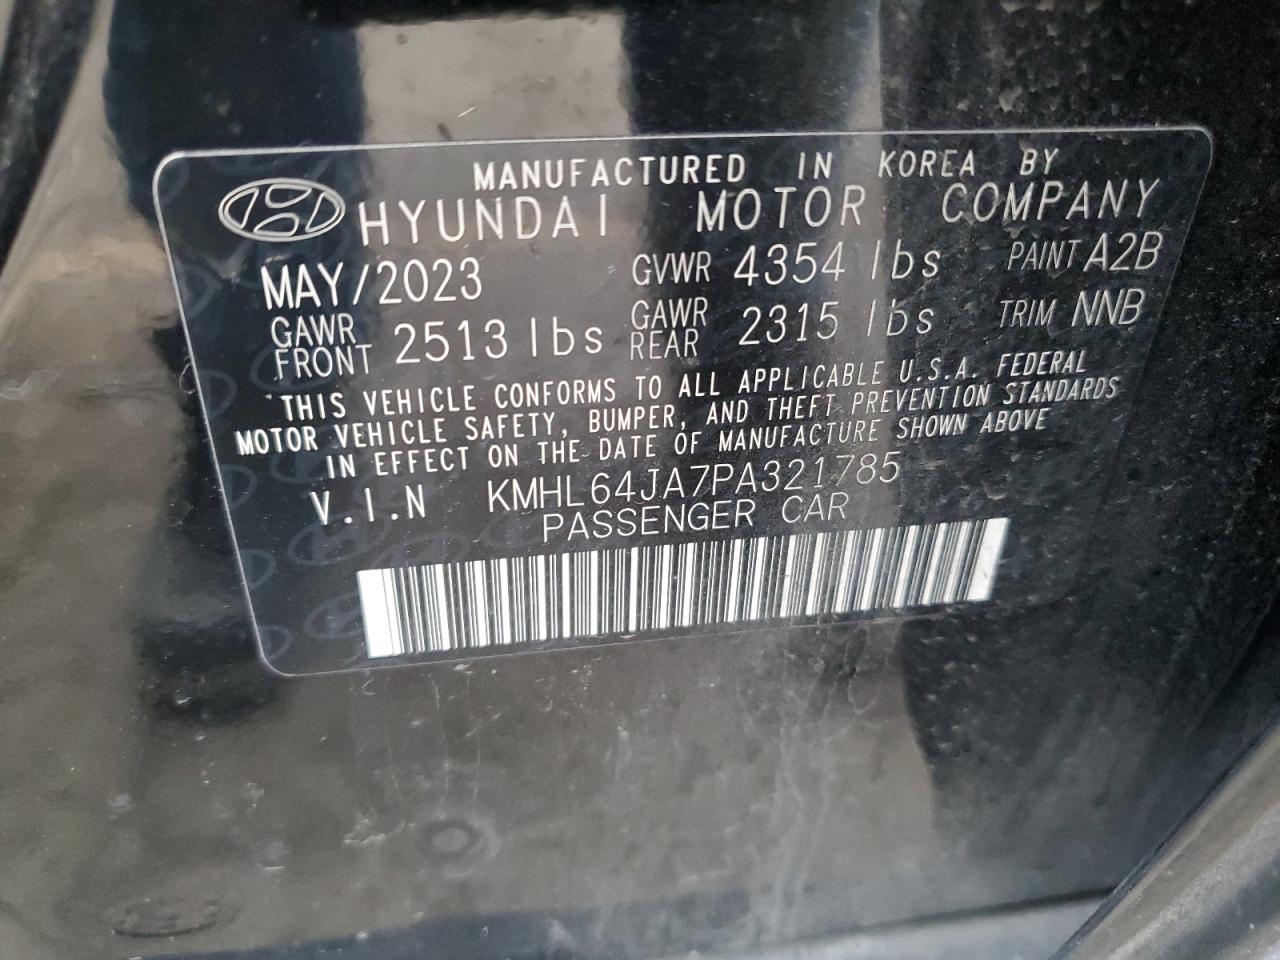 MANUFACTURED IN KOREA BY
HYUNDAI MOTOR COMPANY
MAY/2023 GVWR 4354 lbs PAINT A2B
GAWR FRONT 2513 lbs GAWR REAR 2315 lbs TRIM NNB
THIS VEHICLE CONFORMS TO ALL APPLICABLE U.S.A. FEDERAL
MOTOR VEHICLE SAFETY, BUMPER, AND THEFT PREVENTION STANDARDS
IN EFFECT ON THE DATE OF MANUFACTURE SHOWN ABOVE
V.I.N KMHL64JA7PA321785
PASSENGER CAR